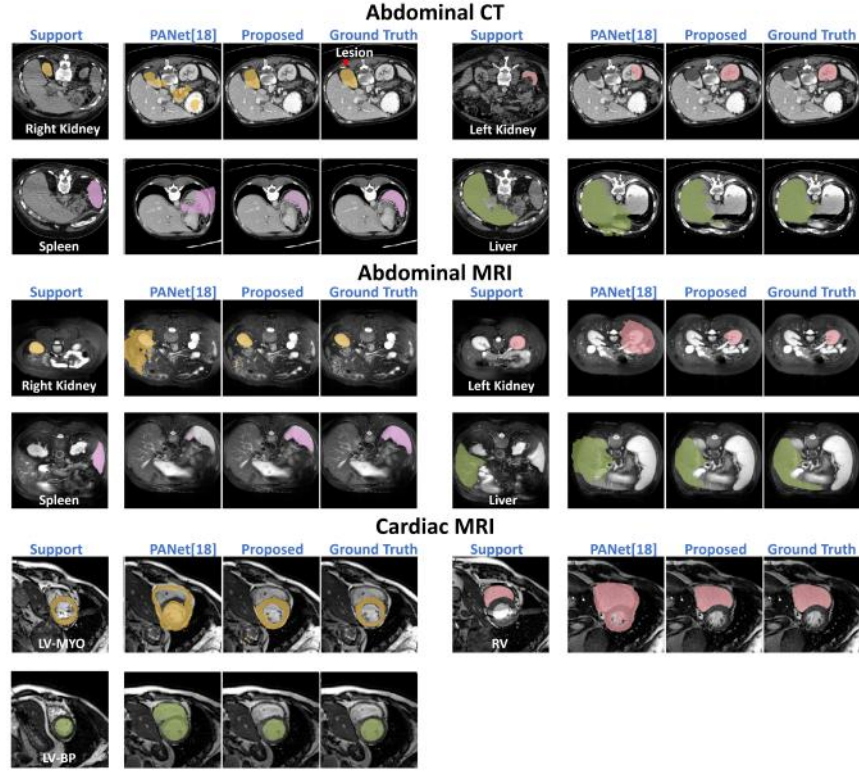 Abdominal CT
Support PANet[18] Proposed Ground Truth Support PANet[18] Proposed Ground Truth
Lesion
Right Kidney Left Kidney
Spleen Liver
Abdominal MRI
Support PANet[18] Proposed Ground Truth Support PANet[18] Proposed Ground Truth
Right Kidney Left Kidney
Spleen Liver
Cardiac MRI
Support PANet[18] Proposed Ground Truth Support PANet[18] Proposed Ground Truth
LV-MYO RV
LV-BP